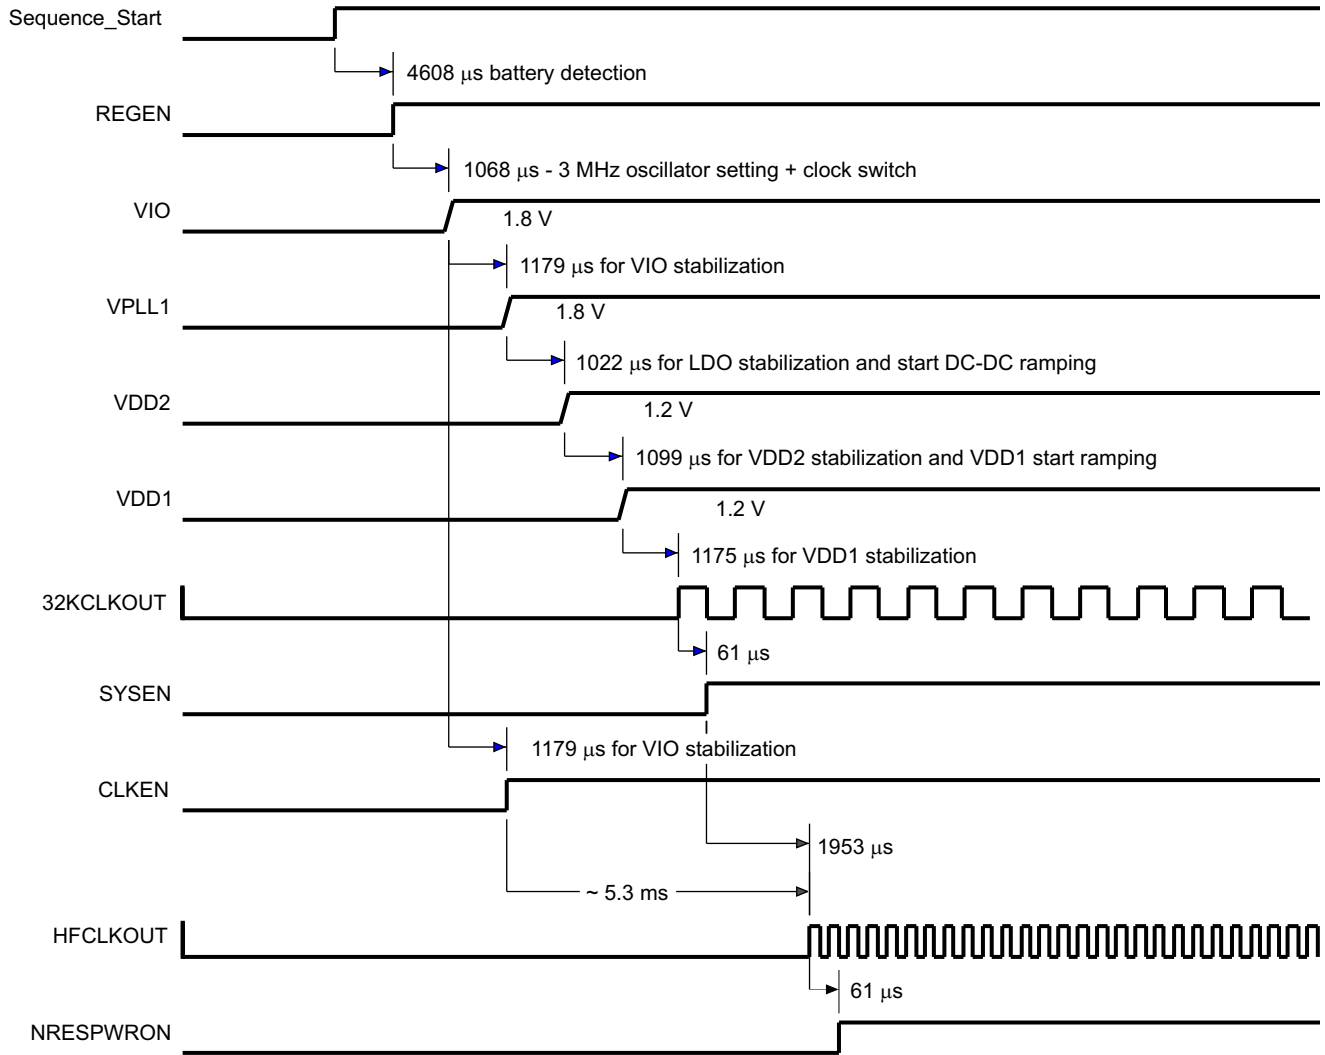 Sequence_Start
4608 μs battery detection
REGEN
1068 μs - 3 MHz oscillator setting + clock switch
VIO
1.8 V
1179 μs for VIO stabilization
VPLL1
1.8 V
1022 μs for LDO stabilization and start DC-DC ramping
VDD2
1.2 V
1099 μs for VDD2 stabilization and VDD1 start ramping
VDD1
1.2 V
1175 μs for VDD1 stabilization
32KCLKOUT
61 μs
SYSEN
1179 μs for VIO stabilization
CLKEN
1953 μs
~ 5.3 ms
HFCLKOUT
61 μs
NRESPWRON